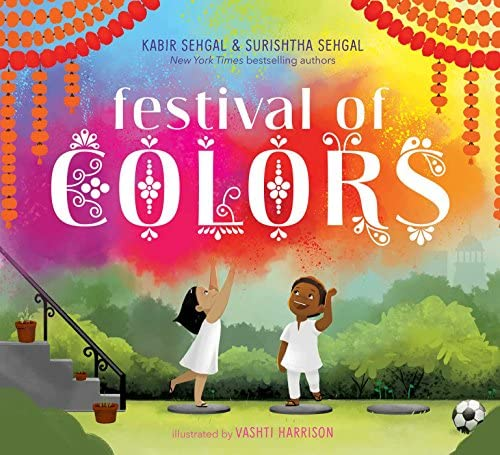 KABIR SEHGAL & SURISHTHA SEHGAL
New York Times bestselling authors
festival of
COLORS
illustrated by VASHTI HARRISON